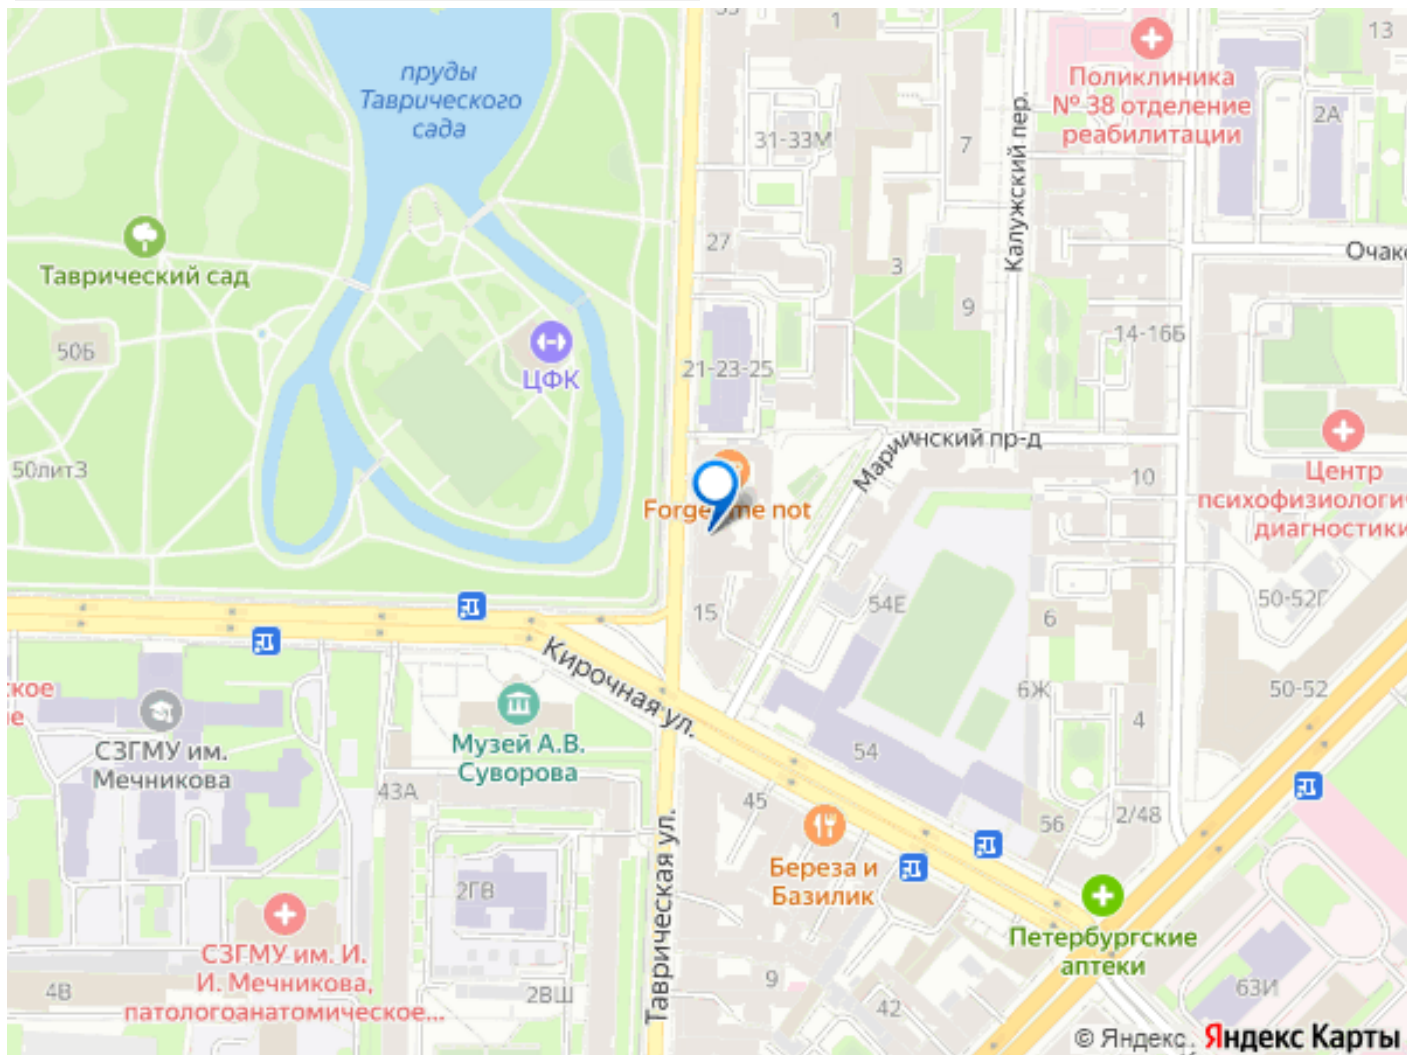 1
13
пруды
Таврического
сада
Поликлиника
№ 38 отделение
реабилитации
2А
31-33М
7
Калужский пер.
27
3
Очак
Таврический сад
9
14-16Б
50Б
21-23-25
ЦФК
Мариинский пр-д
50литЗ
10
Центр
психофизиологич
диагностики
Forget me not
15
54Е
50-52Г
6
Кирочная ул.
6Ж
50-52
ское
е
СЗГМУ им.
Мечникова
Музей А.В.
Суворова
4
54
43А
45
56
2/48
Береза и
Базилик
Таврическая ул.
2ГВ
Петербургские
аптеки
СЗГМУ им. И.
И. Мечникова,
патологоанатомическое...
4В
2ВШ
9
42
63И
© Яндекс. Яндекс Карты